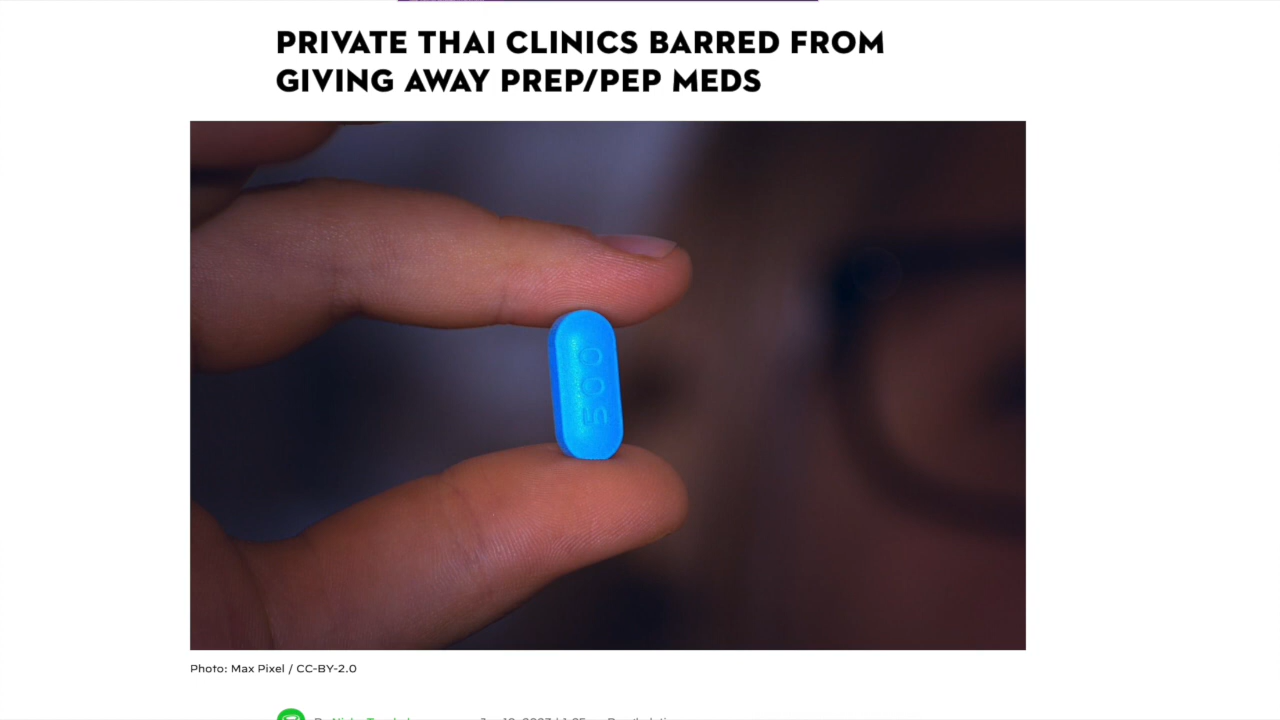 PRIVATE THAI CLINICS BARRED FROM
GIVING AWAY PREP/PEP MEDS
500
Photo: Max Pixel / CC-BY-2.0